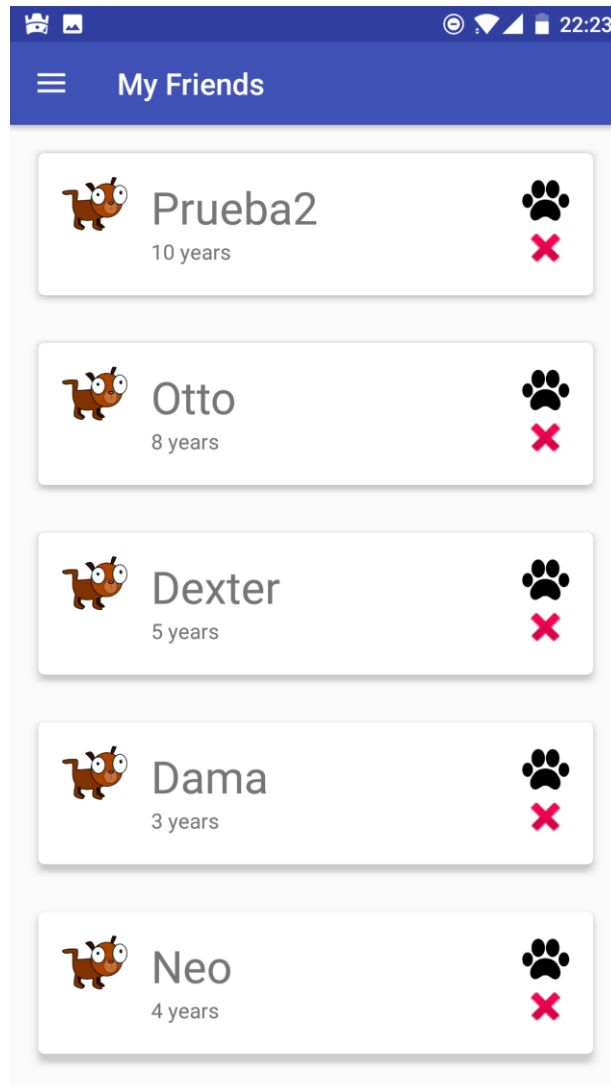 22:23
My Friends
Prueba2
10 years
Otto
8 years
Dexter
5 years
Dama
3 years
Neo
4 years